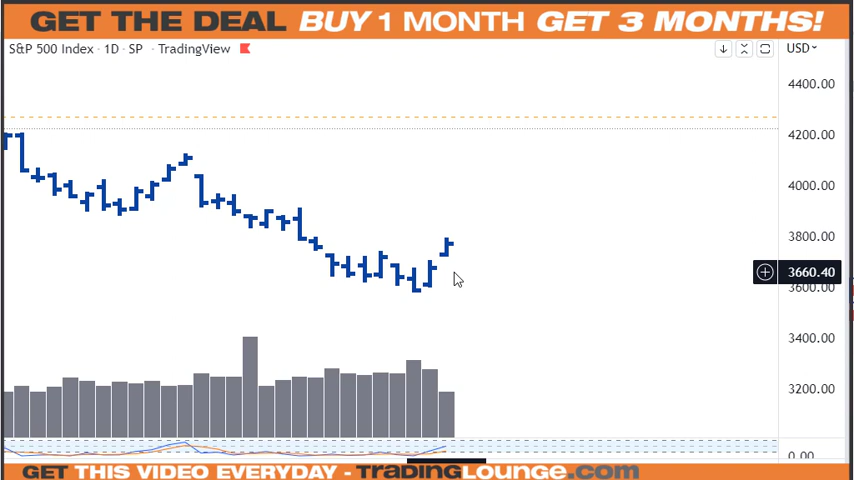 GET THE DEAL BUY 1 MONTH GET 3 MONTHS!
S&P 500 Index · 1D · SP · TradingView
USD
4400.00
4200.00
4000.00
3800.00
3660.40
3600.00
3400.00
3200.00
0.00
GET THIS VIDEO EVERYDAY - TradingLounge.com